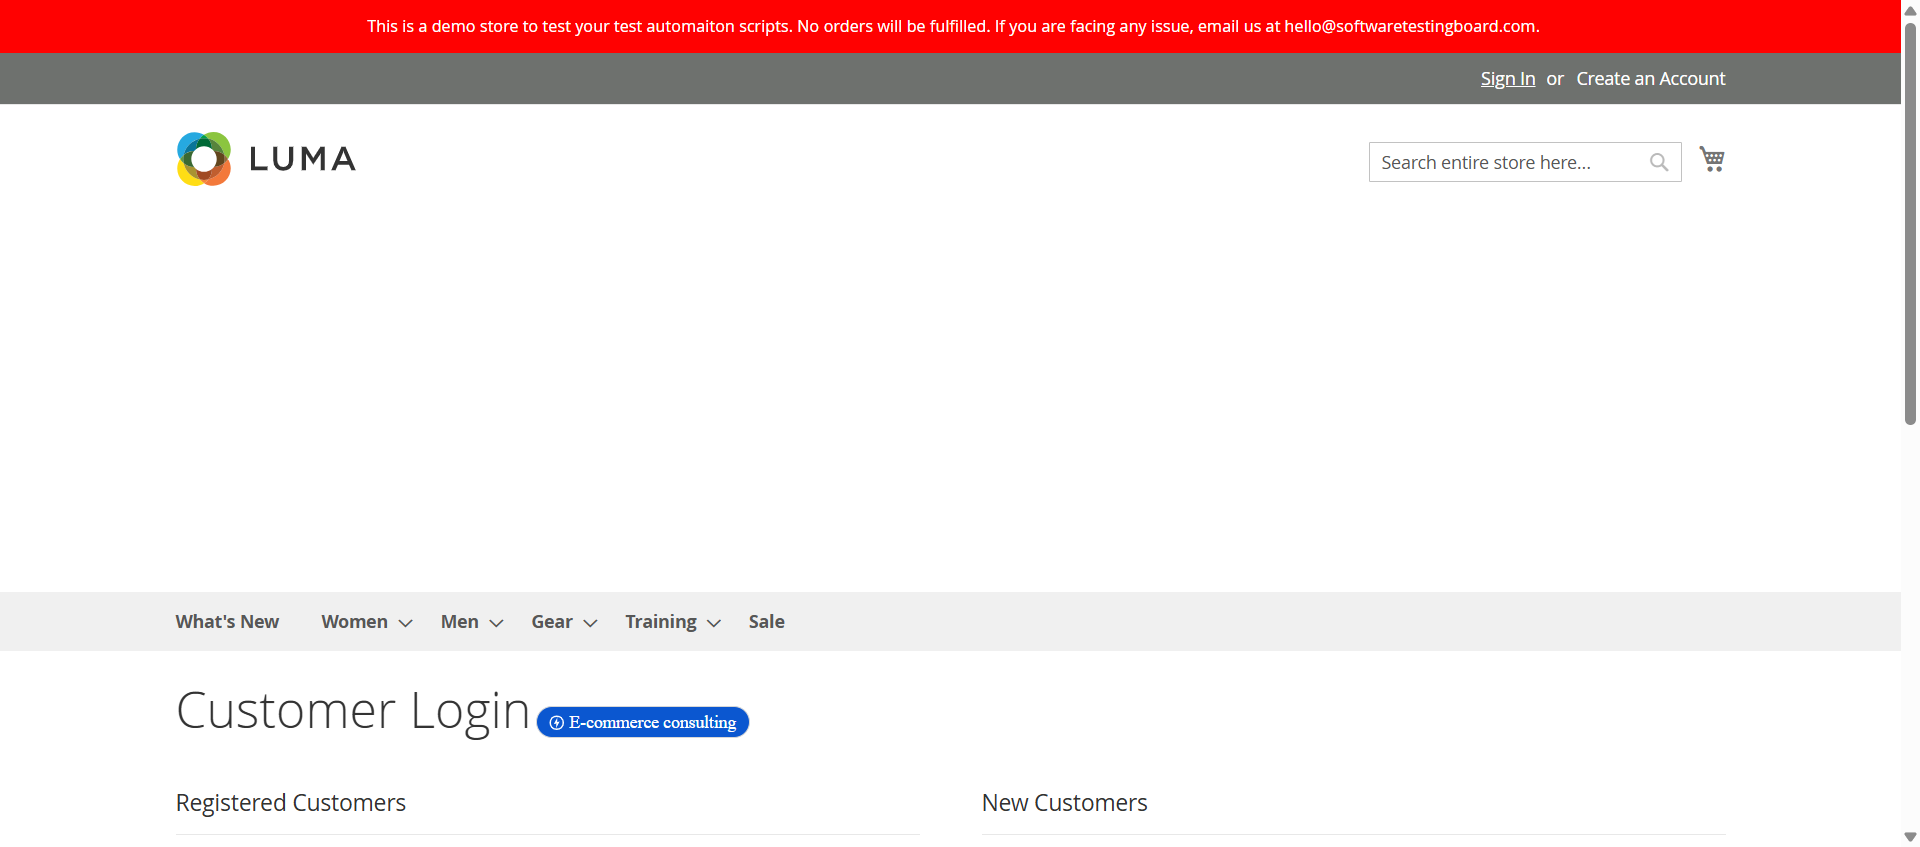 This is a demo store to test your test automaiton scripts. No orders will be fulfilled. If you are facing any issue, email us at hello@softwaretestingboard.com.
Sign In or Create an Account
LUMA
Search entire store here...
What's New Women Men Gear Training Sale
Customer Login
E-commerce consulting
Registered Customers
New Customers